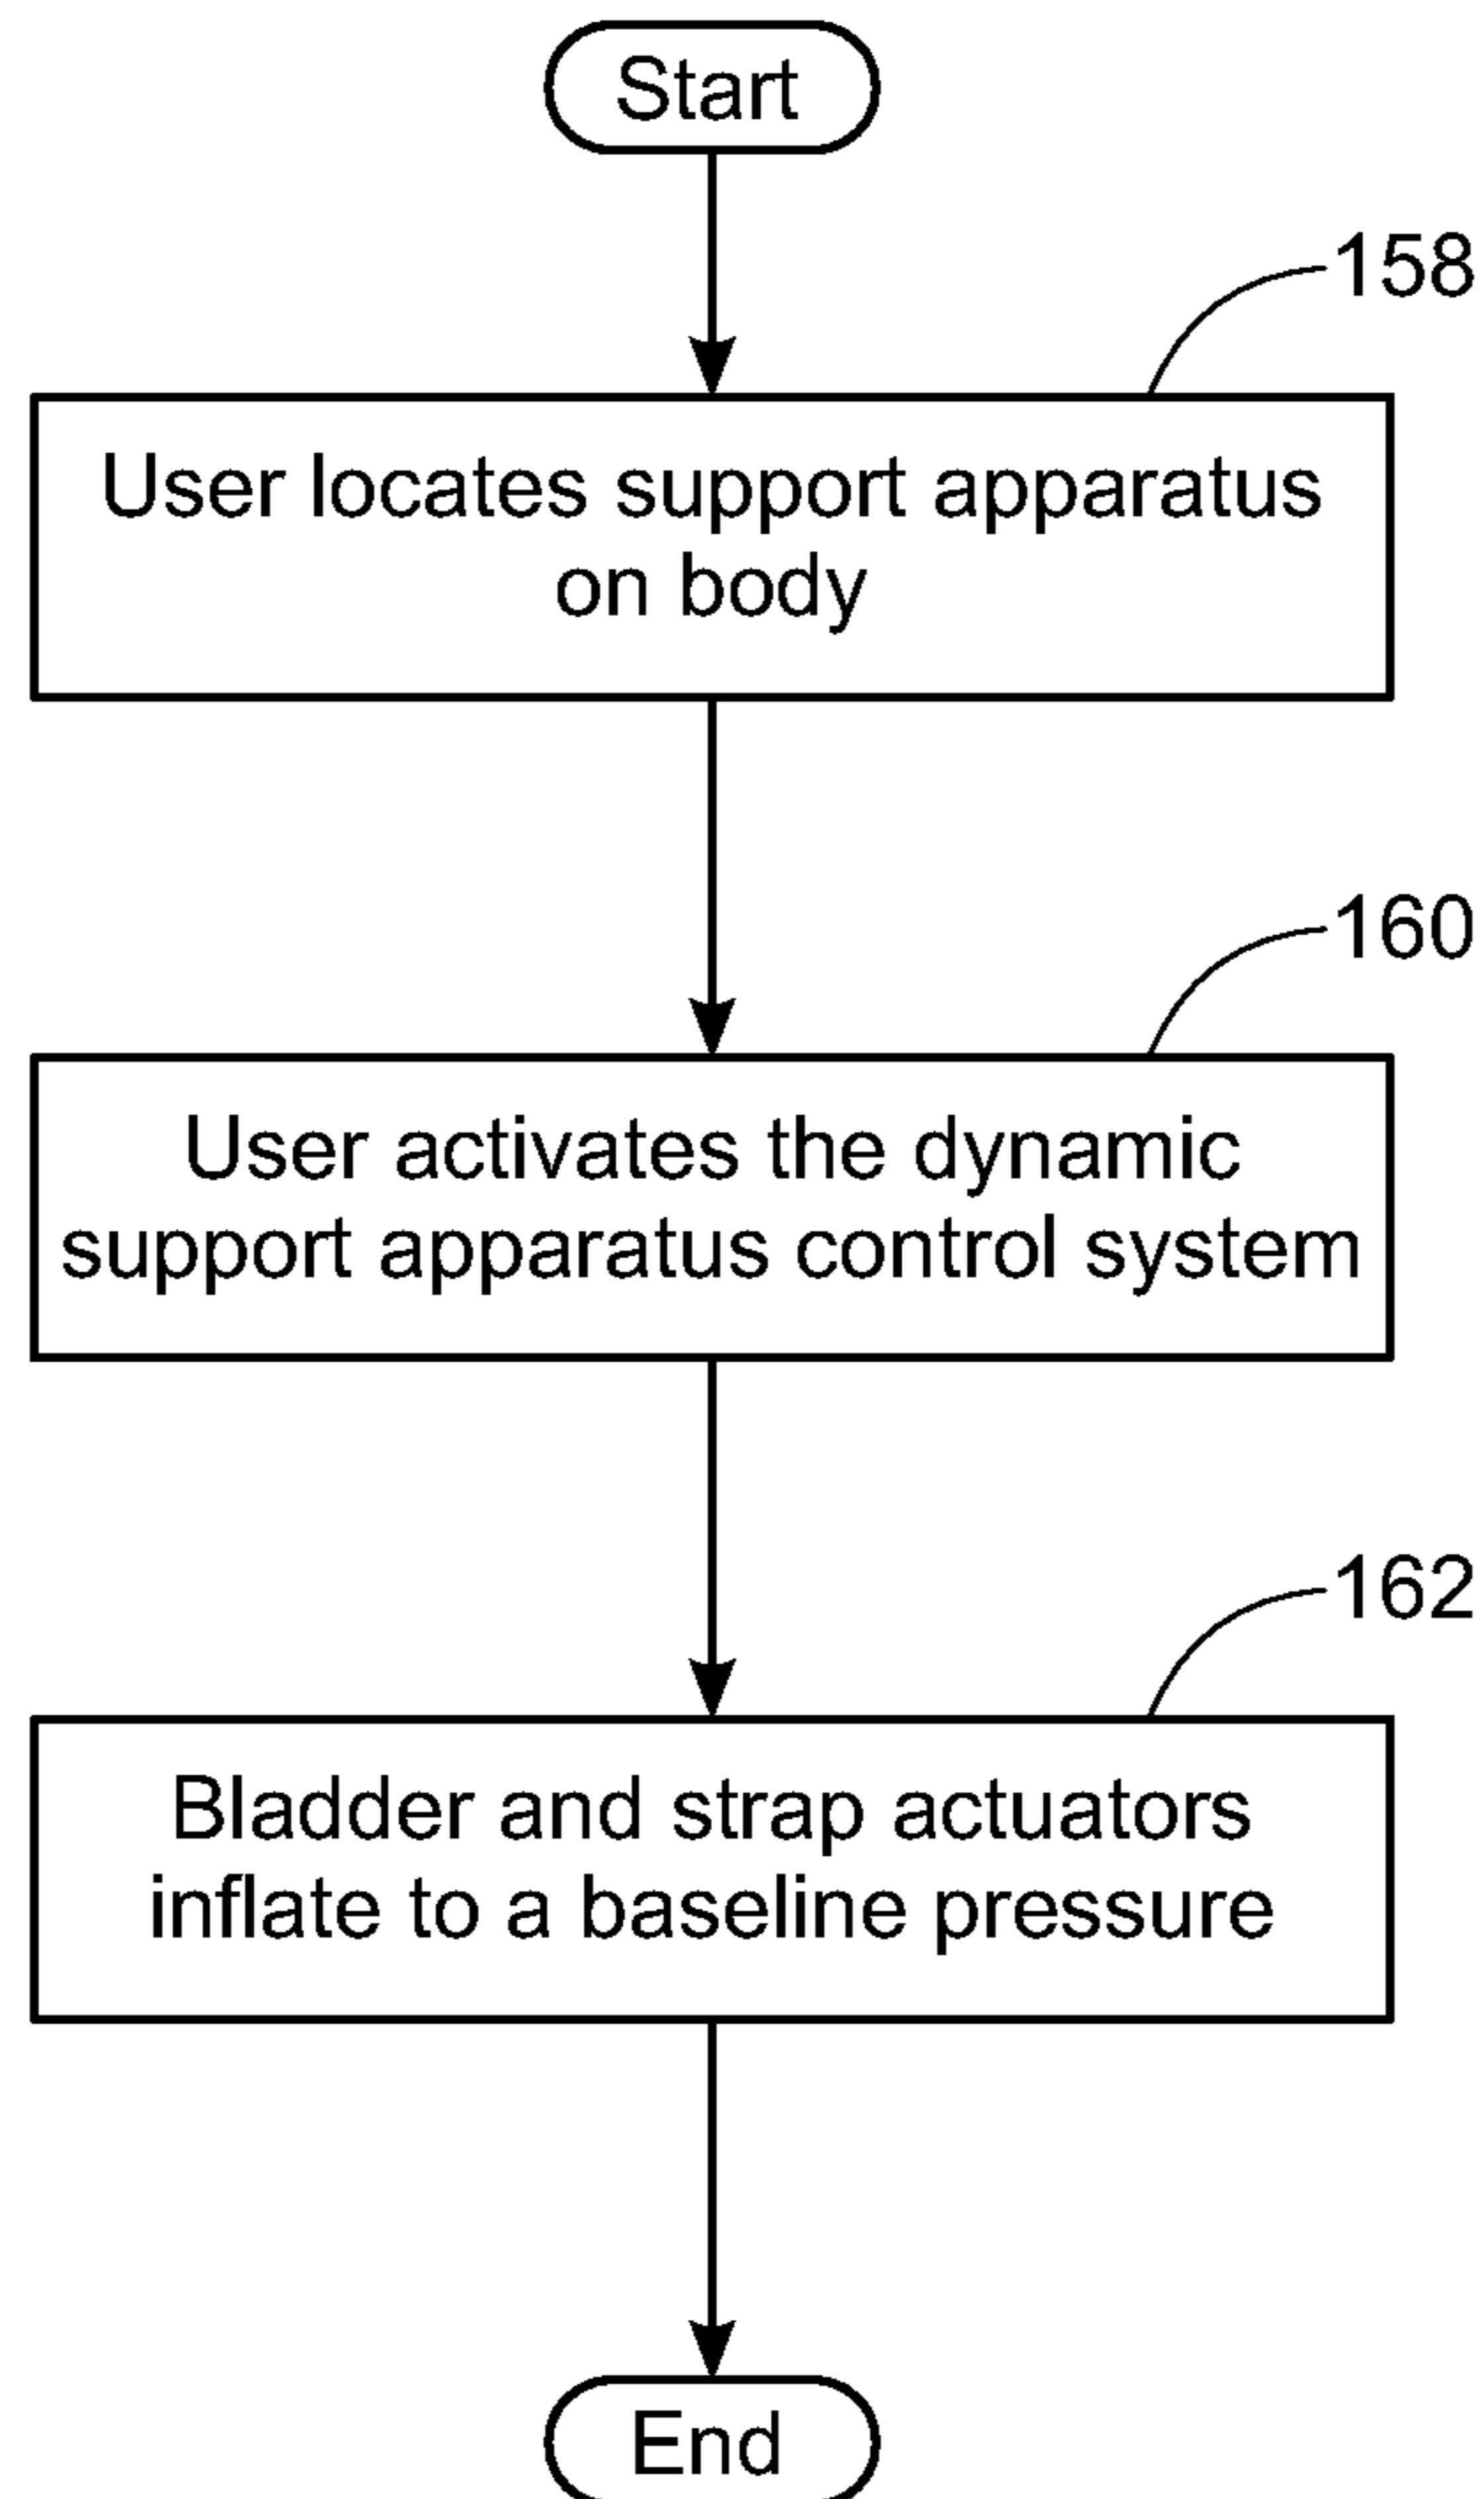 Start
158
User locates support apparatus
on body
160
User activates the dynamic
support apparatus control system
162
Bladder and strap actuators
inflate to a baseline pressure
End